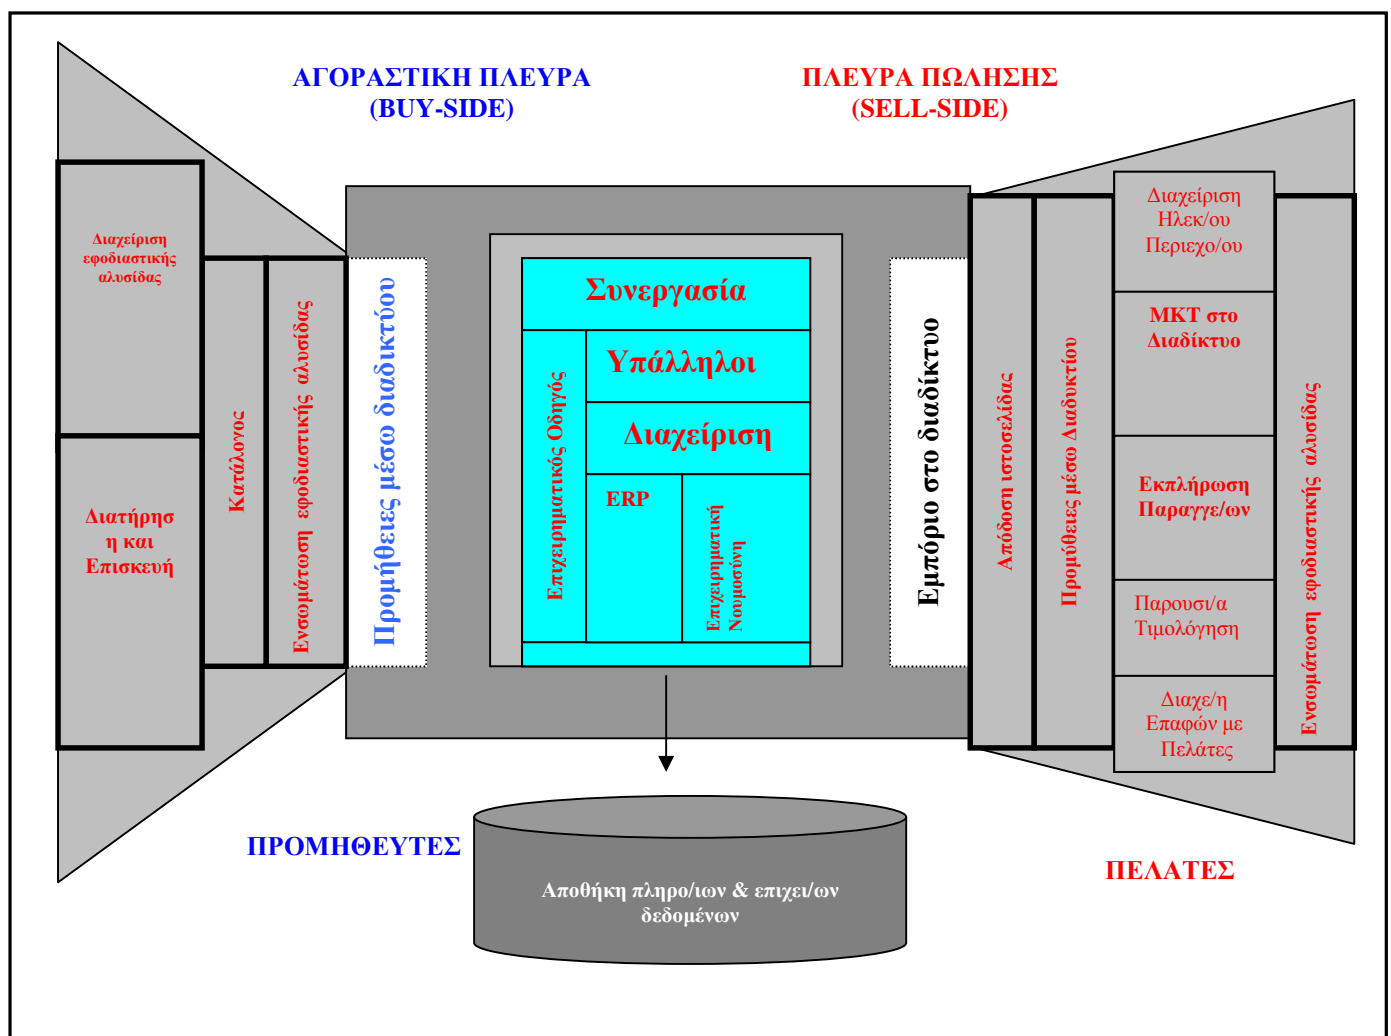 ΑΓΟΡΑΣΤΙΚΗ ΠΛΕΥΡΑ
(BUY-SIDE)
ΠΛΕΥΡΑ ΠΩΛΗΣΗΣ
(SELL-SIDE)
Διαχείριση
εφοδιαστικής
αλυσίδας
Διατήρησ
η και
Επισκευή
Κατάλογος
Ενσωμάτωση εφοδιαστικής αλυσίδας
Προμήθειες μέσω διαδικτύου
Συνεργασία
Επιχειρηματικός Οδηγός
Υπάλληλοι
Διαχείριση
ERP
Επιχειρηματική
Νουμοσύνη
Εμπόριο στο διαδίκτυο
Απόδοση ιστοσελίδας
Προμύθειες μέσω Διαδυκτίου
Διαχείριση
Ηλεκ/ου
Περιεχο/ου
ΜΚΤ στο
Διαδίκτυο
Εκπλήρωση
Παραγγε/ων
Παρουσι/α
Τιμολόγηση
Διαχε/η
Επαφών με
Πελάτες
Ενσωμάτωση εφοδιαστικής αλυσίδας
ΠΡΟΜΗΘΕΥΤΕΣ
Αποθήκη πληρο/ιων & επιχει/ων
δεδομένων
ΠΕΛΑΤΕΣ